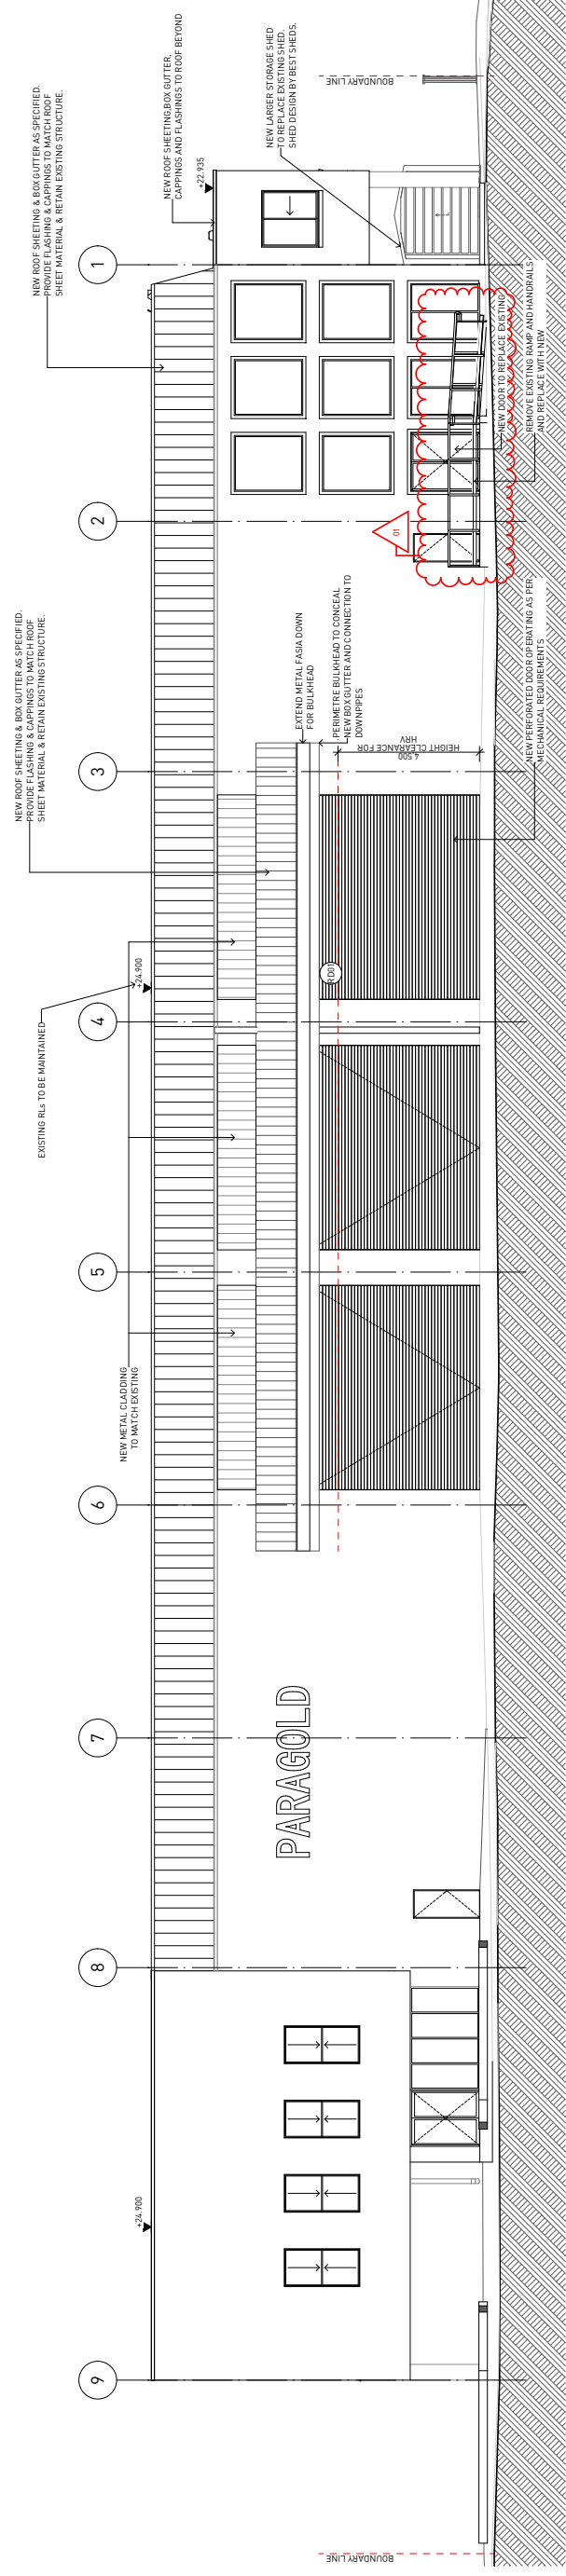 NEW ROOF SHEETING & BOX GUTTER AS SPECIFIED.
PROVIDE FLASHING & CAPPINGS TO MATCH ROOF
SHEET MATERIAL & RETAIN EXISTING STRUCTURE.
NEW ROOF SHEETING,BOX GUTTER,
CAPPINGS AND FLASHINGS TO ROOF BEYOND
+22.935
NEW LARGER STORAGE SHED
TO REPLACE EXISTING SHED.
SHED DESIGN BY BEST SHEDS.
BOUNDARY LINE
1
2
NEW DOOR TO REPLACE EXISTING
REMOVE EXISTING RAMP AND HANDRAILS
AND REPLACE WITH NEW
01
NEW ROOF SHEETING & BOX GUTTER AS SPECIFIED.
PROVIDE FLASHING & CAPPINGS TO MATCH ROOF
SHEET MATERIAL & RETAIN EXISTING STRUCTURE.
EXTEND METAL FASIA DOWN
FOR BULKHEAD
PERIMETRE BULKHEAD TO CONCEAL
NEW BOX GUTTER AND CONNECTION TO
DOWNPIPES
4,500
HEIGHT CLEARANCE FOR
HRV
NEW PERFORATED DOOR OPERATING AS PER
MECHANICAL REQUIREMENTS
3
+24.900
EXISTING RLs TO BE MAINTAINED
RD01
4
5
NEW METAL CLADDING
TO MATCH EXISTING
6
PARAGOLD
7
8
+24.900
9
BOUNDARY LINE